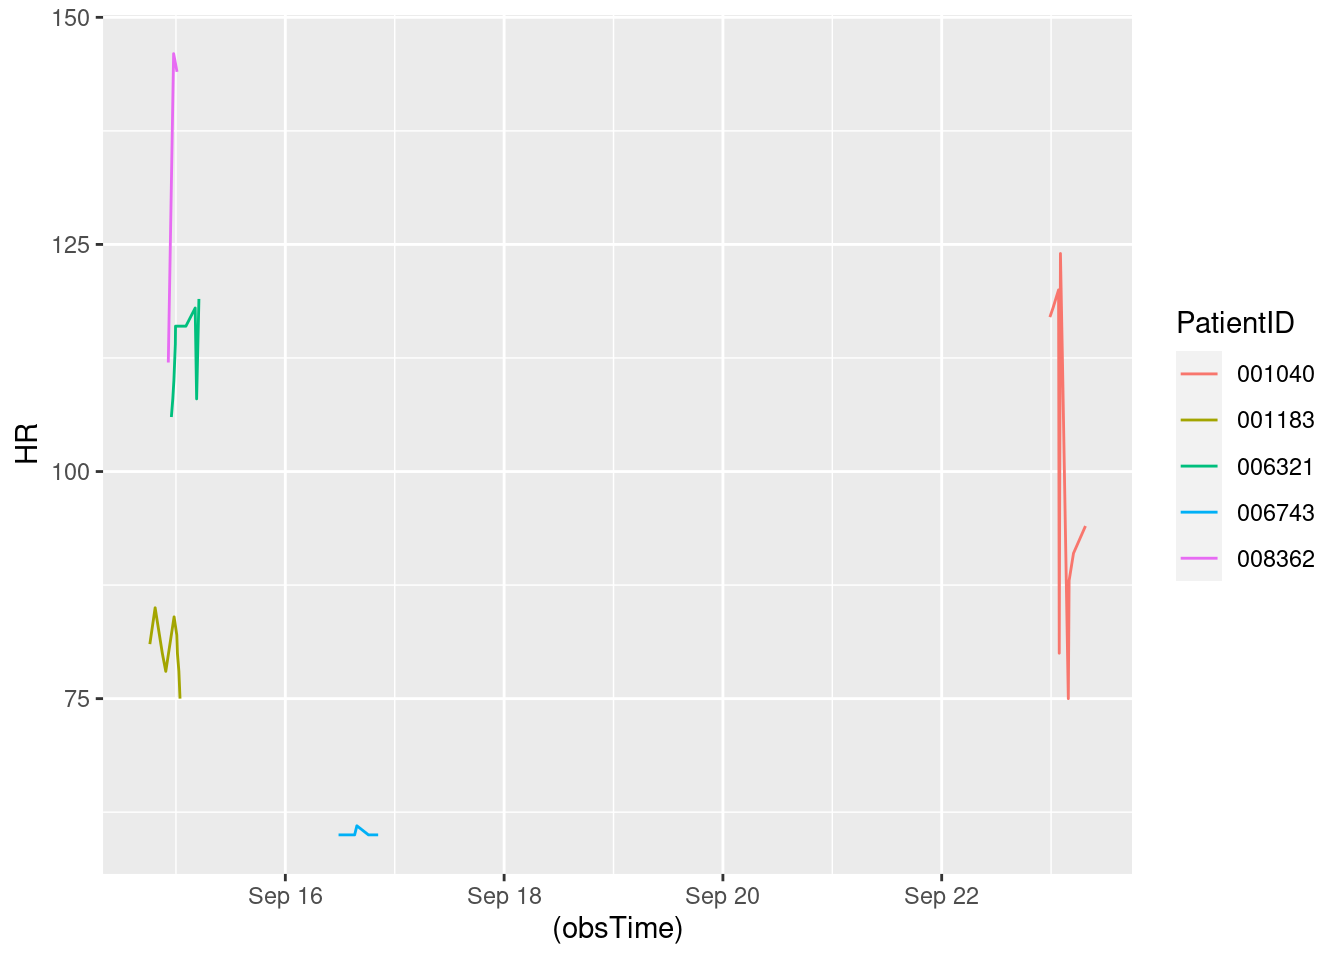 150
125
100
75
HR
Sep 16
Sep 18
Sep 20
Sep 22
(obsTime)
PatientID
001040
001183
006321
006743
008362